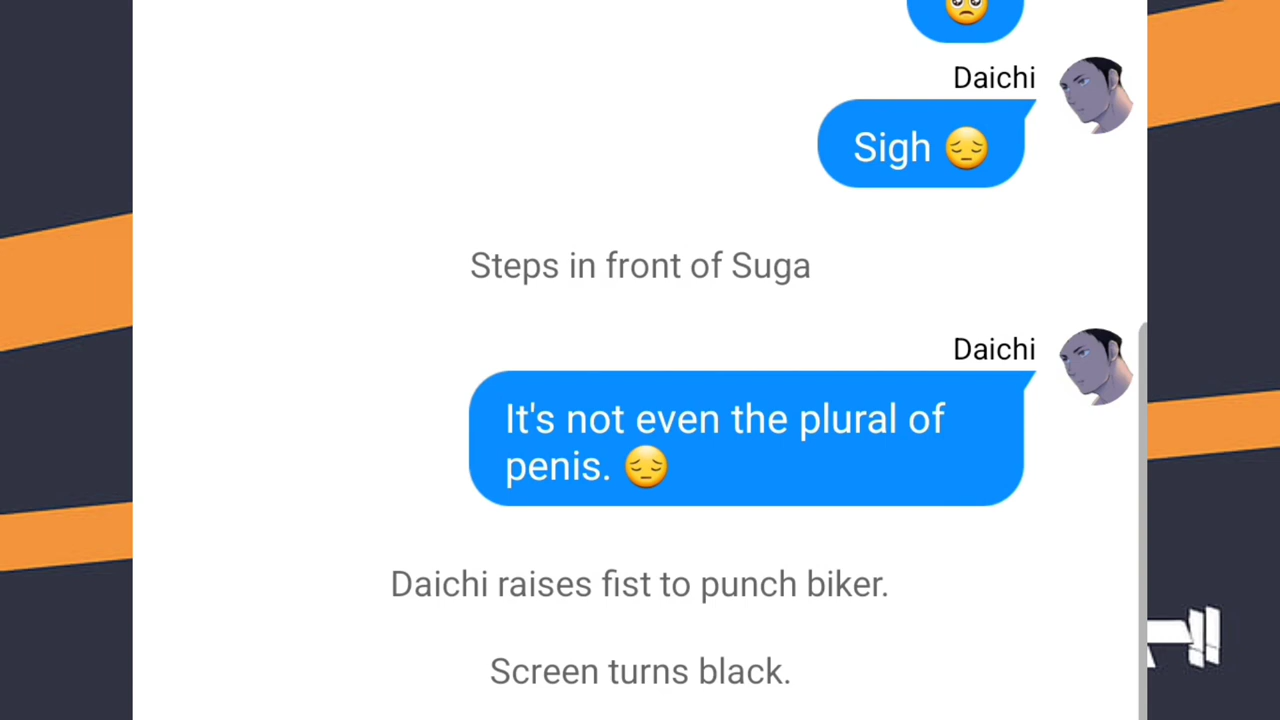 🥺
Daichi
Sigh 😔
Steps in front of Suga
Daichi
It's not even the plural of
penis. 😔
Daichi raises fist to punch biker.
Screen turns black.